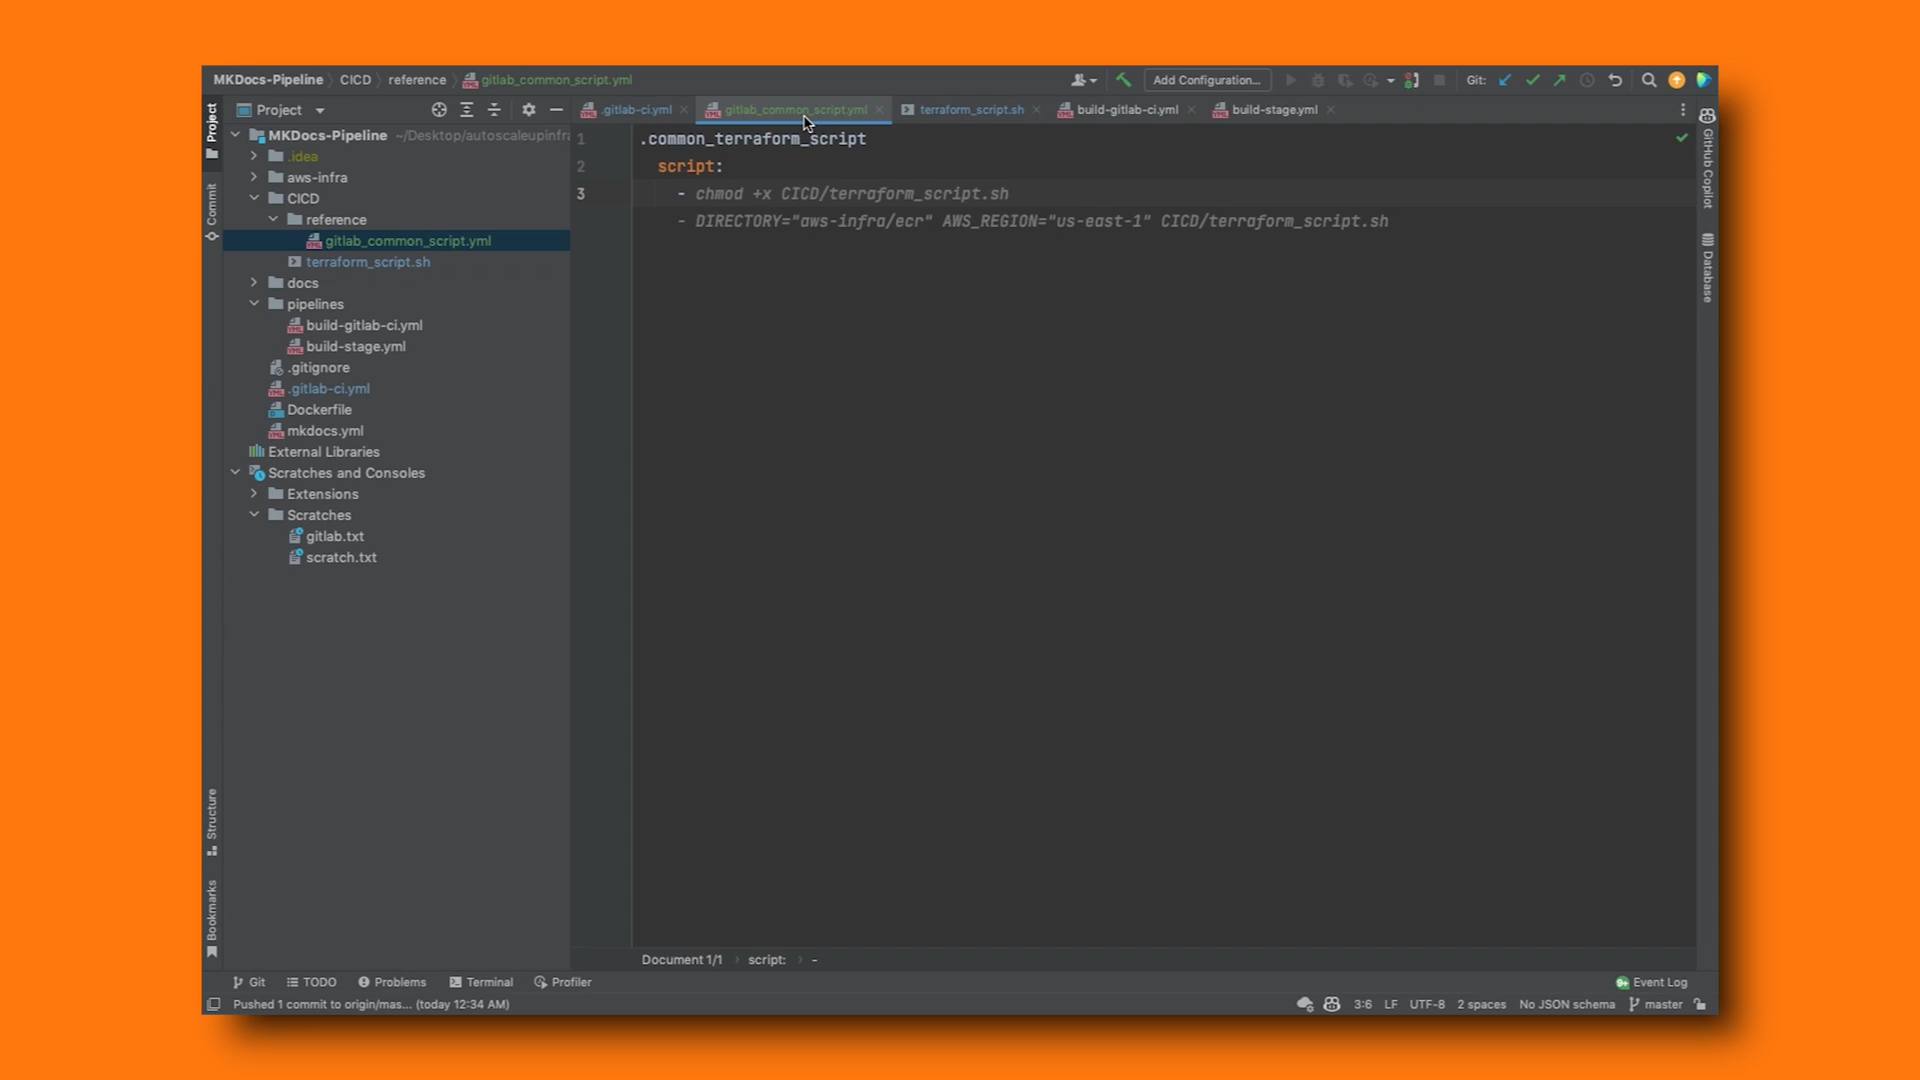 MKDocs-Pipeline CICD reference gitlab_common_script.yml
Add Configuration... Git:
Project
.gitlab-ci.yml gitlab_common_script.yml terraform_script.sh build-gitlab-ci.yml build-stage.yml
Project
Commit
Structure
Bookmarks
MKDocs-Pipeline ~/Desktop/autoscaleupinfra
.idea
aws-infra
CICD
reference
gitlab_common_script.yml
terraform_script.sh
docs
pipelines
build-gitlab-ci.yml
build-stage.yml
.gitignore
.gitlab-ci.yml
Dockerfile
mkdocs.yml
External Libraries
Scratches and Consoles
Extensions
Scratches
gitlab.txt
scratch.txt
1 .common_terraform_script
2 script:
3 - chmod +x CICD/terraform_script.sh
- DIRECTORY="aws-infra/ecr" AWS_REGION="us-east-1" CICD/terraform_script.sh
GitHub Copilot
Database
Document 1/1 script: -
Git TODO Problems Terminal Profiler Event Log
Pushed 1 commit to origin/mas... (today 12:34 AM) 3:6 LF UTF-8 2 spaces No JSON schema master